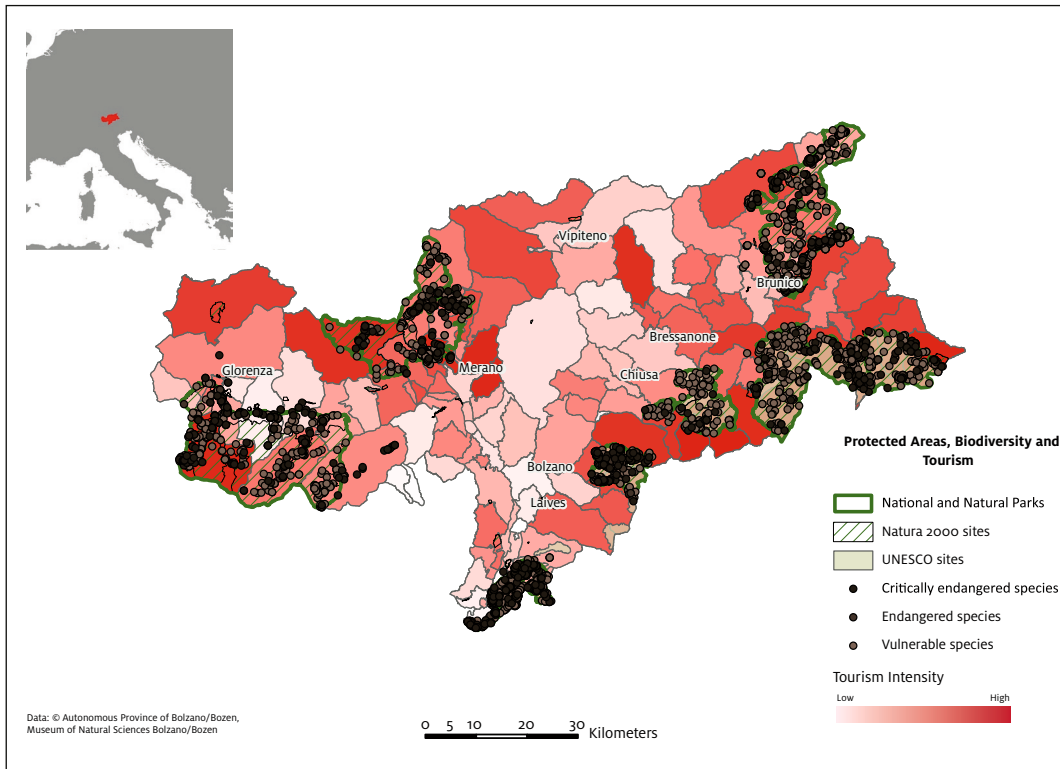 Vipiteno
Brunico
Bressanone
Glorenza
Merano
Chiusa
Bolzano
Laives
Protected Areas, Biodiversity and
Tourism
National and Natural Parks
Natura 2000 sites
UNESCO sites
Critically endangered species
Endangered species
Vulnerable species
Tourism Intensity
Low High
Data: © Autonomous Province of Bolzano/Bozen,
Museum of Natural Sciences Bolzano/Bozen
0 5 10 20 30
Kilometers